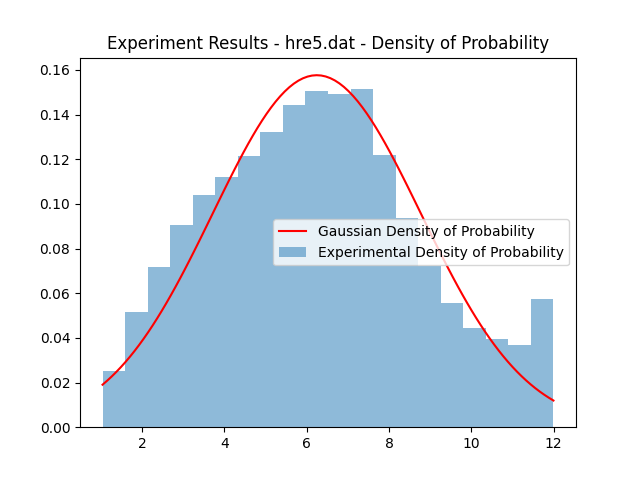 Experiment Results - hre5.dat - Density of Probability
0.16
0.14
0.12
0.10
0.08
0.06
0.04
0.02
0.00
Gaussian Density of Probability
Experimental Density of Probability
2 4 6 8 10 12